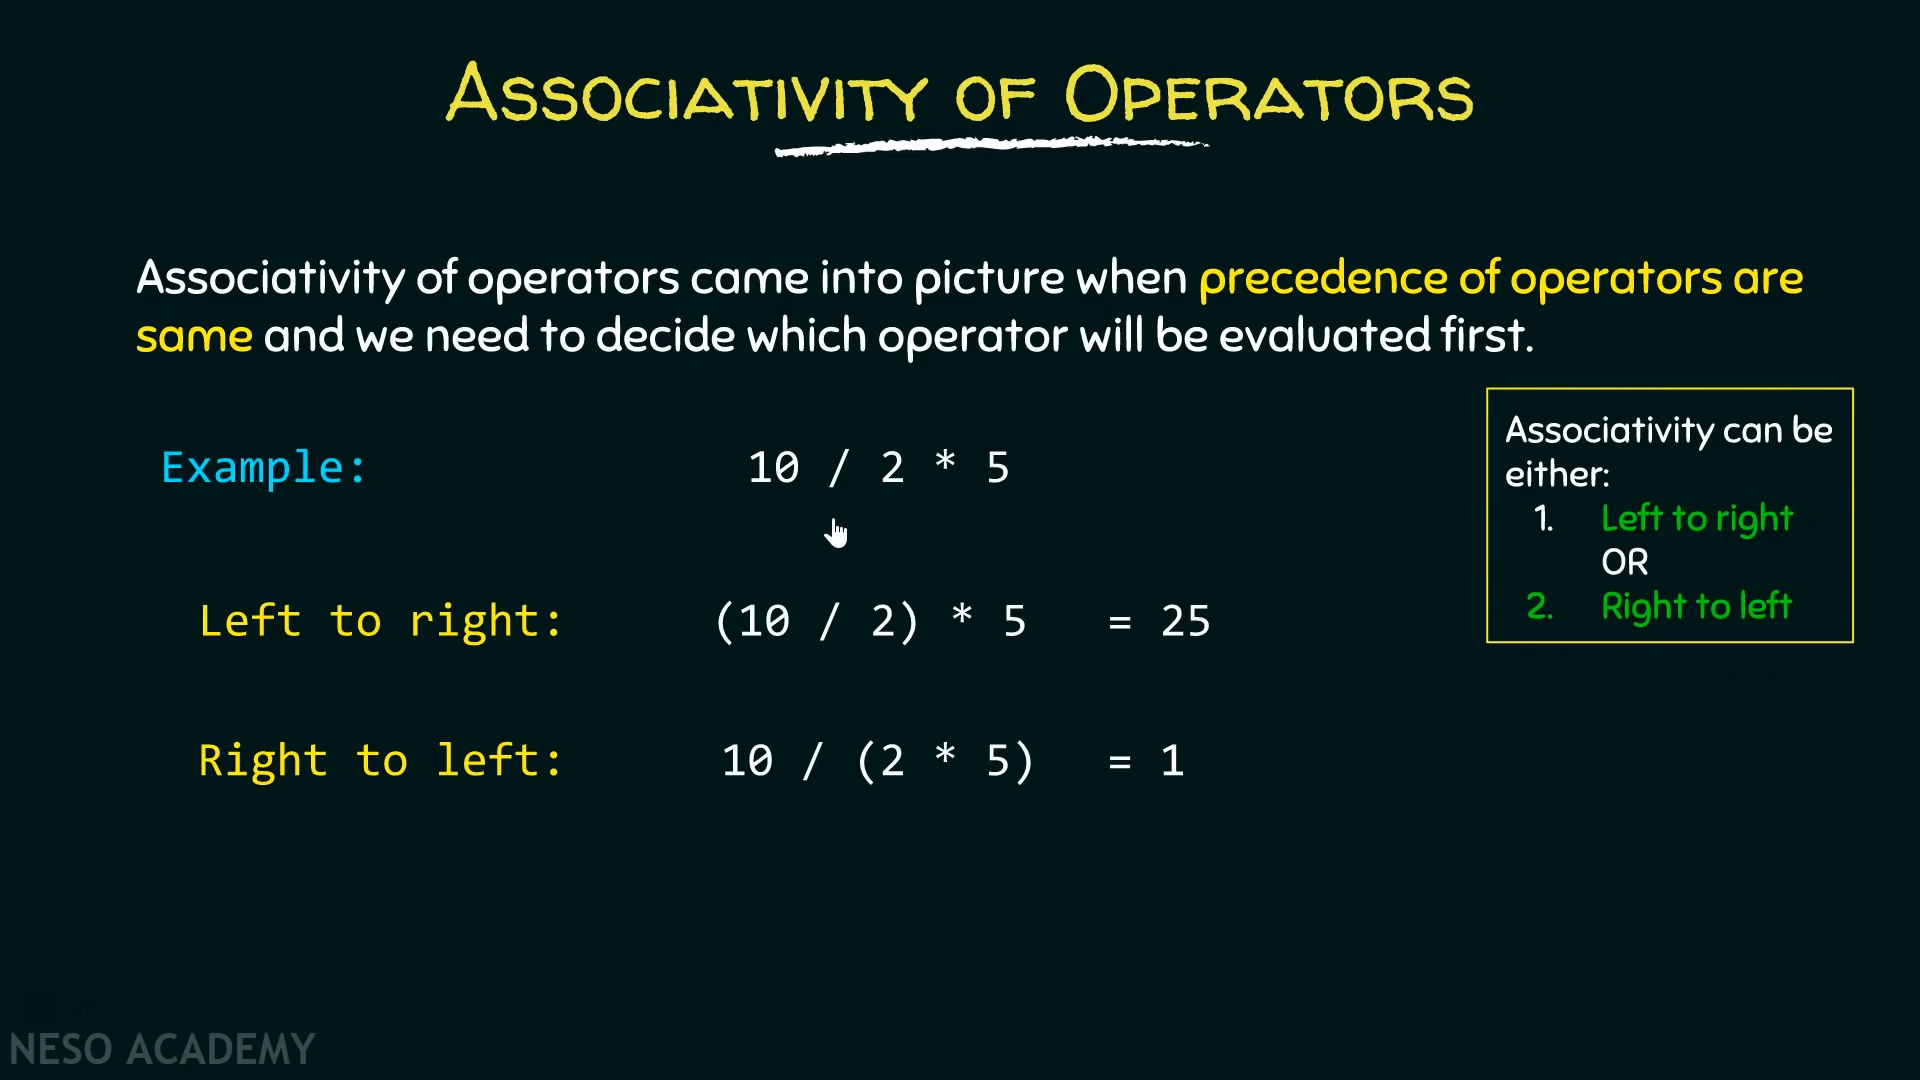 Associativity of Operators
Associativity of operators came into picture when precedence of operators are
same and we need to decide which operator will be evaluated first.
Example: 10 / 2 * 5
Left to right: (10 / 2) * 5 = 25
Right to left: 10 / (2 * 5) = 1
Associativity can be
either:
1. Left to right
OR
2. Right to left
NESO ACADEMY